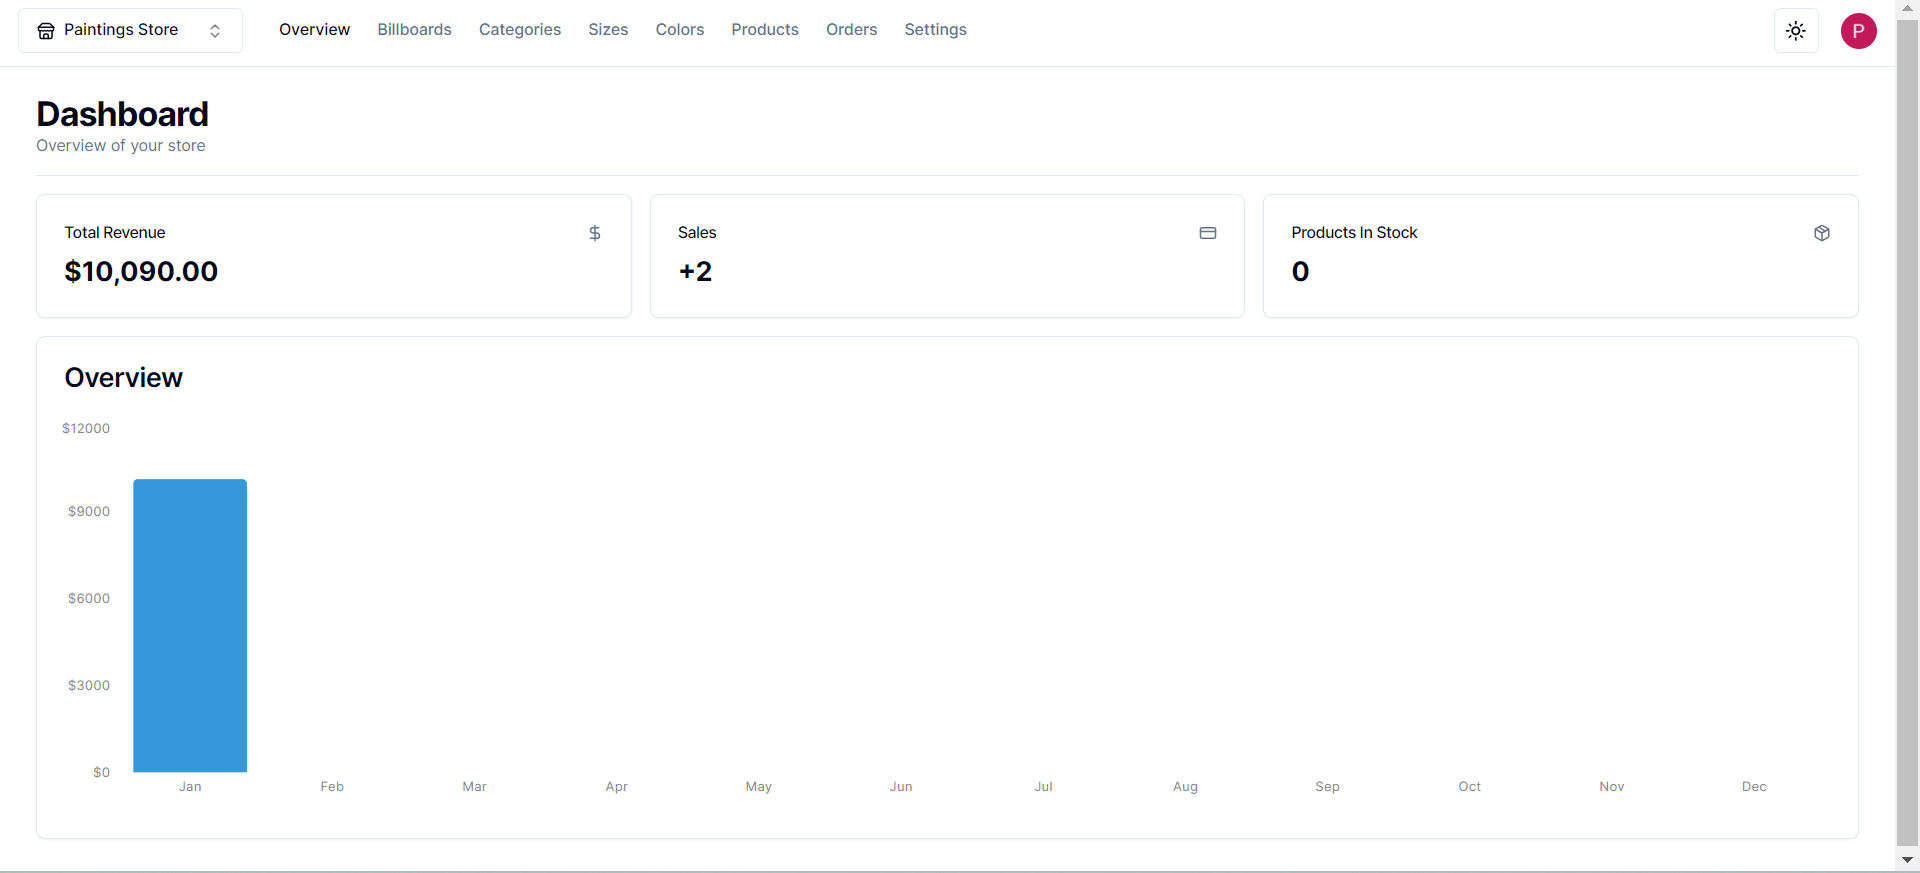 Paintings Store
Overview Billboards Categories Sizes Colors Products Orders Settings
P
Dashboard
Overview of your store
Total Revenue
$10,090.00
Sales
+2
Products In Stock
0
Overview
$12000
$9000
$6000
$3000
$0
Jan Feb Mar Apr May Jun Jul Aug Sep Oct Nov Dec